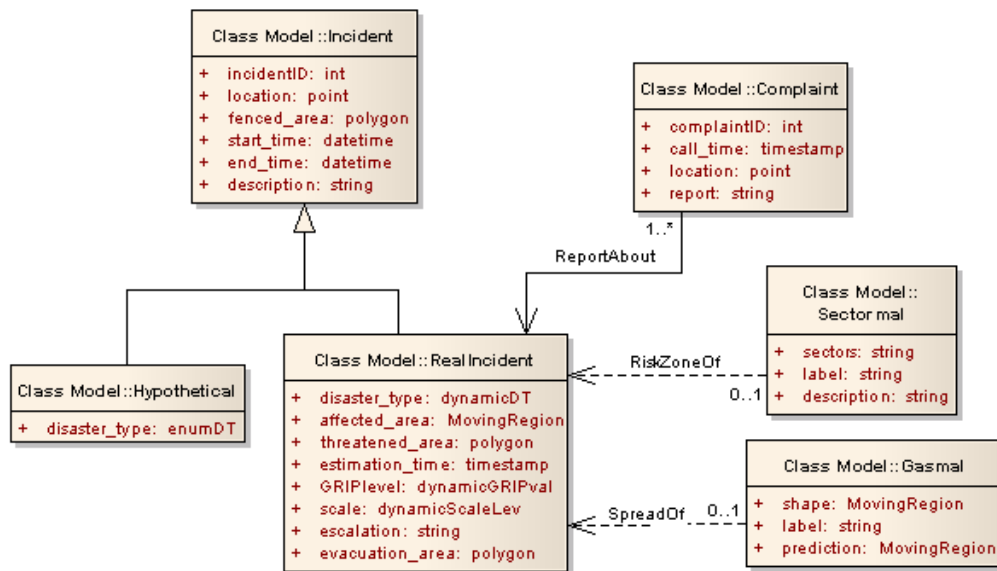 Class Model::Incident
+ incidentID: int
+ location: point
+ fenced_area: polygon
+ start_time: datetime
+ end_time: datetime
+ description: string
Class Model::Complaint
+ complaintID: int
+ call_time: timestamp
+ location: point
+ report: string
1..*
ReportAbout
Class Model::
Sectormal
+ sectors: string
+ label: string
+ description: string
RiskZoneOf
0..1
Class Model::Hypothetical
+ disaster_type: enumDT
Class Model::RealIncident
+ disaster_type: dynamicDT
+ affected_area: MovingRegion
+ threatened_area: polygon
+ estimation_time: timestamp
+ GRIPlevel: dynamicGRIPval
+ scale: dynamicScaleLev
+ escalation: string
+ evacuation_area: polygon
Class Model::Gasmal
+ shape: MovingRegion
+ label: string
+ prediction: MovingRegion
SpreadOf
0..1